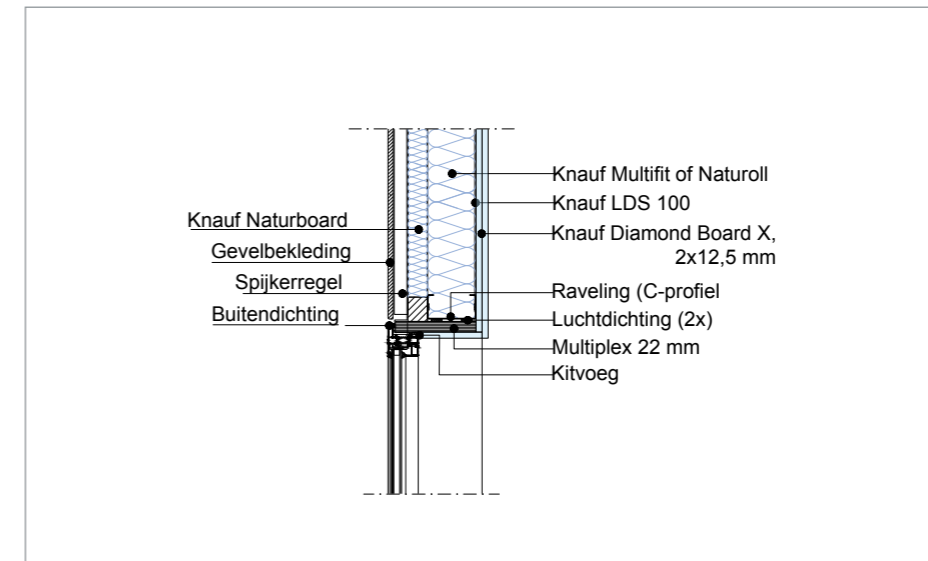 Knauf Naturboard
Gevelbekleding
Spijkerregel
Buitendichting
Knauf Multifit of Naturoll
Knauf LDS 100
Knauf Diamond Board X,
2x12,5 mm
Raveling (C-profiel
Luchtdichting (2x)
Multiplex 22 mm
Kitvoeg